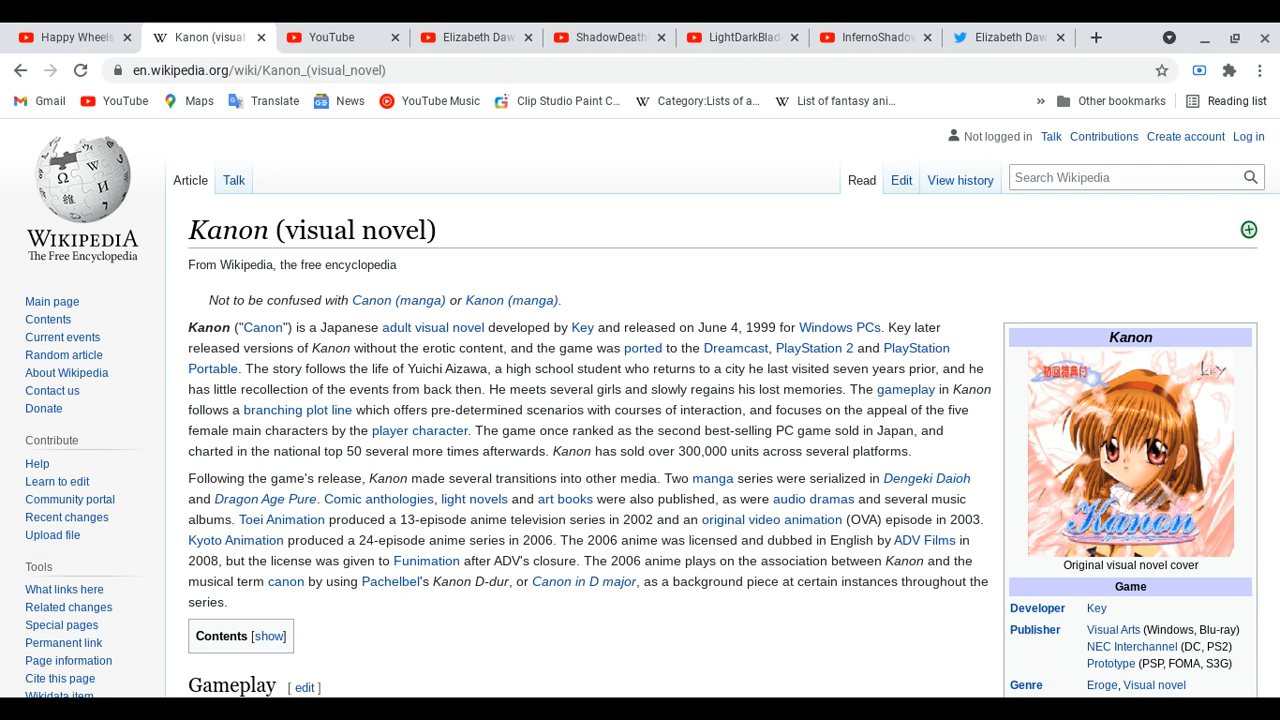 Happy Wheels
Kanon (visual
YouTube
Elizabeth Daw
ShadowDeath
LightDarkBlad
InfernoShadow
Elizabeth Daw
en.wikipedia.org/wiki/Kanon_(visual_novel)
Gmail
YouTube
Maps
Translate
News
YouTube Music
Clip Studio Paint C...
Category:Lists of a...
List of fantasy ani...
»
Other bookmarks
Reading list
Not logged in Talk Contributions Create account Log in
Article Talk
Read Edit View history
Search Wikipedia
WIKIPEDIA
The Free Encyclopedia
Main page
Contents
Current events
Random article
About Wikipedia
Contact us
Donate
Contribute
Help
Learn to edit
Community portal
Recent changes
Upload file
Tools
What links here
Related changes
Special pages
Permanent link
Page information
Cite this page
Wikidata item
Kanon (visual novel)
From Wikipedia, the free encyclopedia
Not to be confused with Canon (manga) or Kanon (manga).
Kanon ("Canon") is a Japanese adult visual novel developed by Key and released on June 4, 1999 for Windows PCs. Key later
released versions of Kanon without the erotic content, and the game was ported to the Dreamcast, PlayStation 2 and PlayStation
Portable. The story follows the life of Yuichi Aizawa, a high school student who returns to a city he last visited seven years prior, and he
has little recollection of the events from back then. He meets several girls and slowly regains his lost memories. The gameplay in Kanon
follows a branching plot line which offers pre-determined scenarios with courses of interaction, and focuses on the appeal of the five
female main characters by the player character. The game once ranked as the second best-selling PC game sold in Japan, and
charted in the national top 50 several more times afterwards. Kanon has sold over 300,000 units across several platforms.
Following the game's release, Kanon made several transitions into other media. Two manga series were serialized in Dengeki Daioh
and Dragon Age Pure. Comic anthologies, light novels and art books were also published, as were audio dramas and several music
albums. Toei Animation produced a 13-episode anime television series in 2002 and an original video animation (OVA) episode in 2003.
Kyoto Animation produced a 24-episode anime series in 2006. The 2006 anime was licensed and dubbed in English by ADV Films in
2008, but the license was given to Funimation after ADV's closure. The 2006 anime plays on the association between Kanon and the
musical term canon by using Pachelbel's Kanon D-dur, or Canon in D major, as a background piece at certain instances throughout the
series.
Contents [show]
Gameplay [ edit ]
Kanon
初回特典付
key
Kanon
Original visual novel cover
Game
Developer Key
Publisher Visual Arts (Windows, Blu-ray)
NEC Interchannel (DC, PS2)
Prototype (PSP, FOMA, S3G)
Genre Eroge, Visual novel